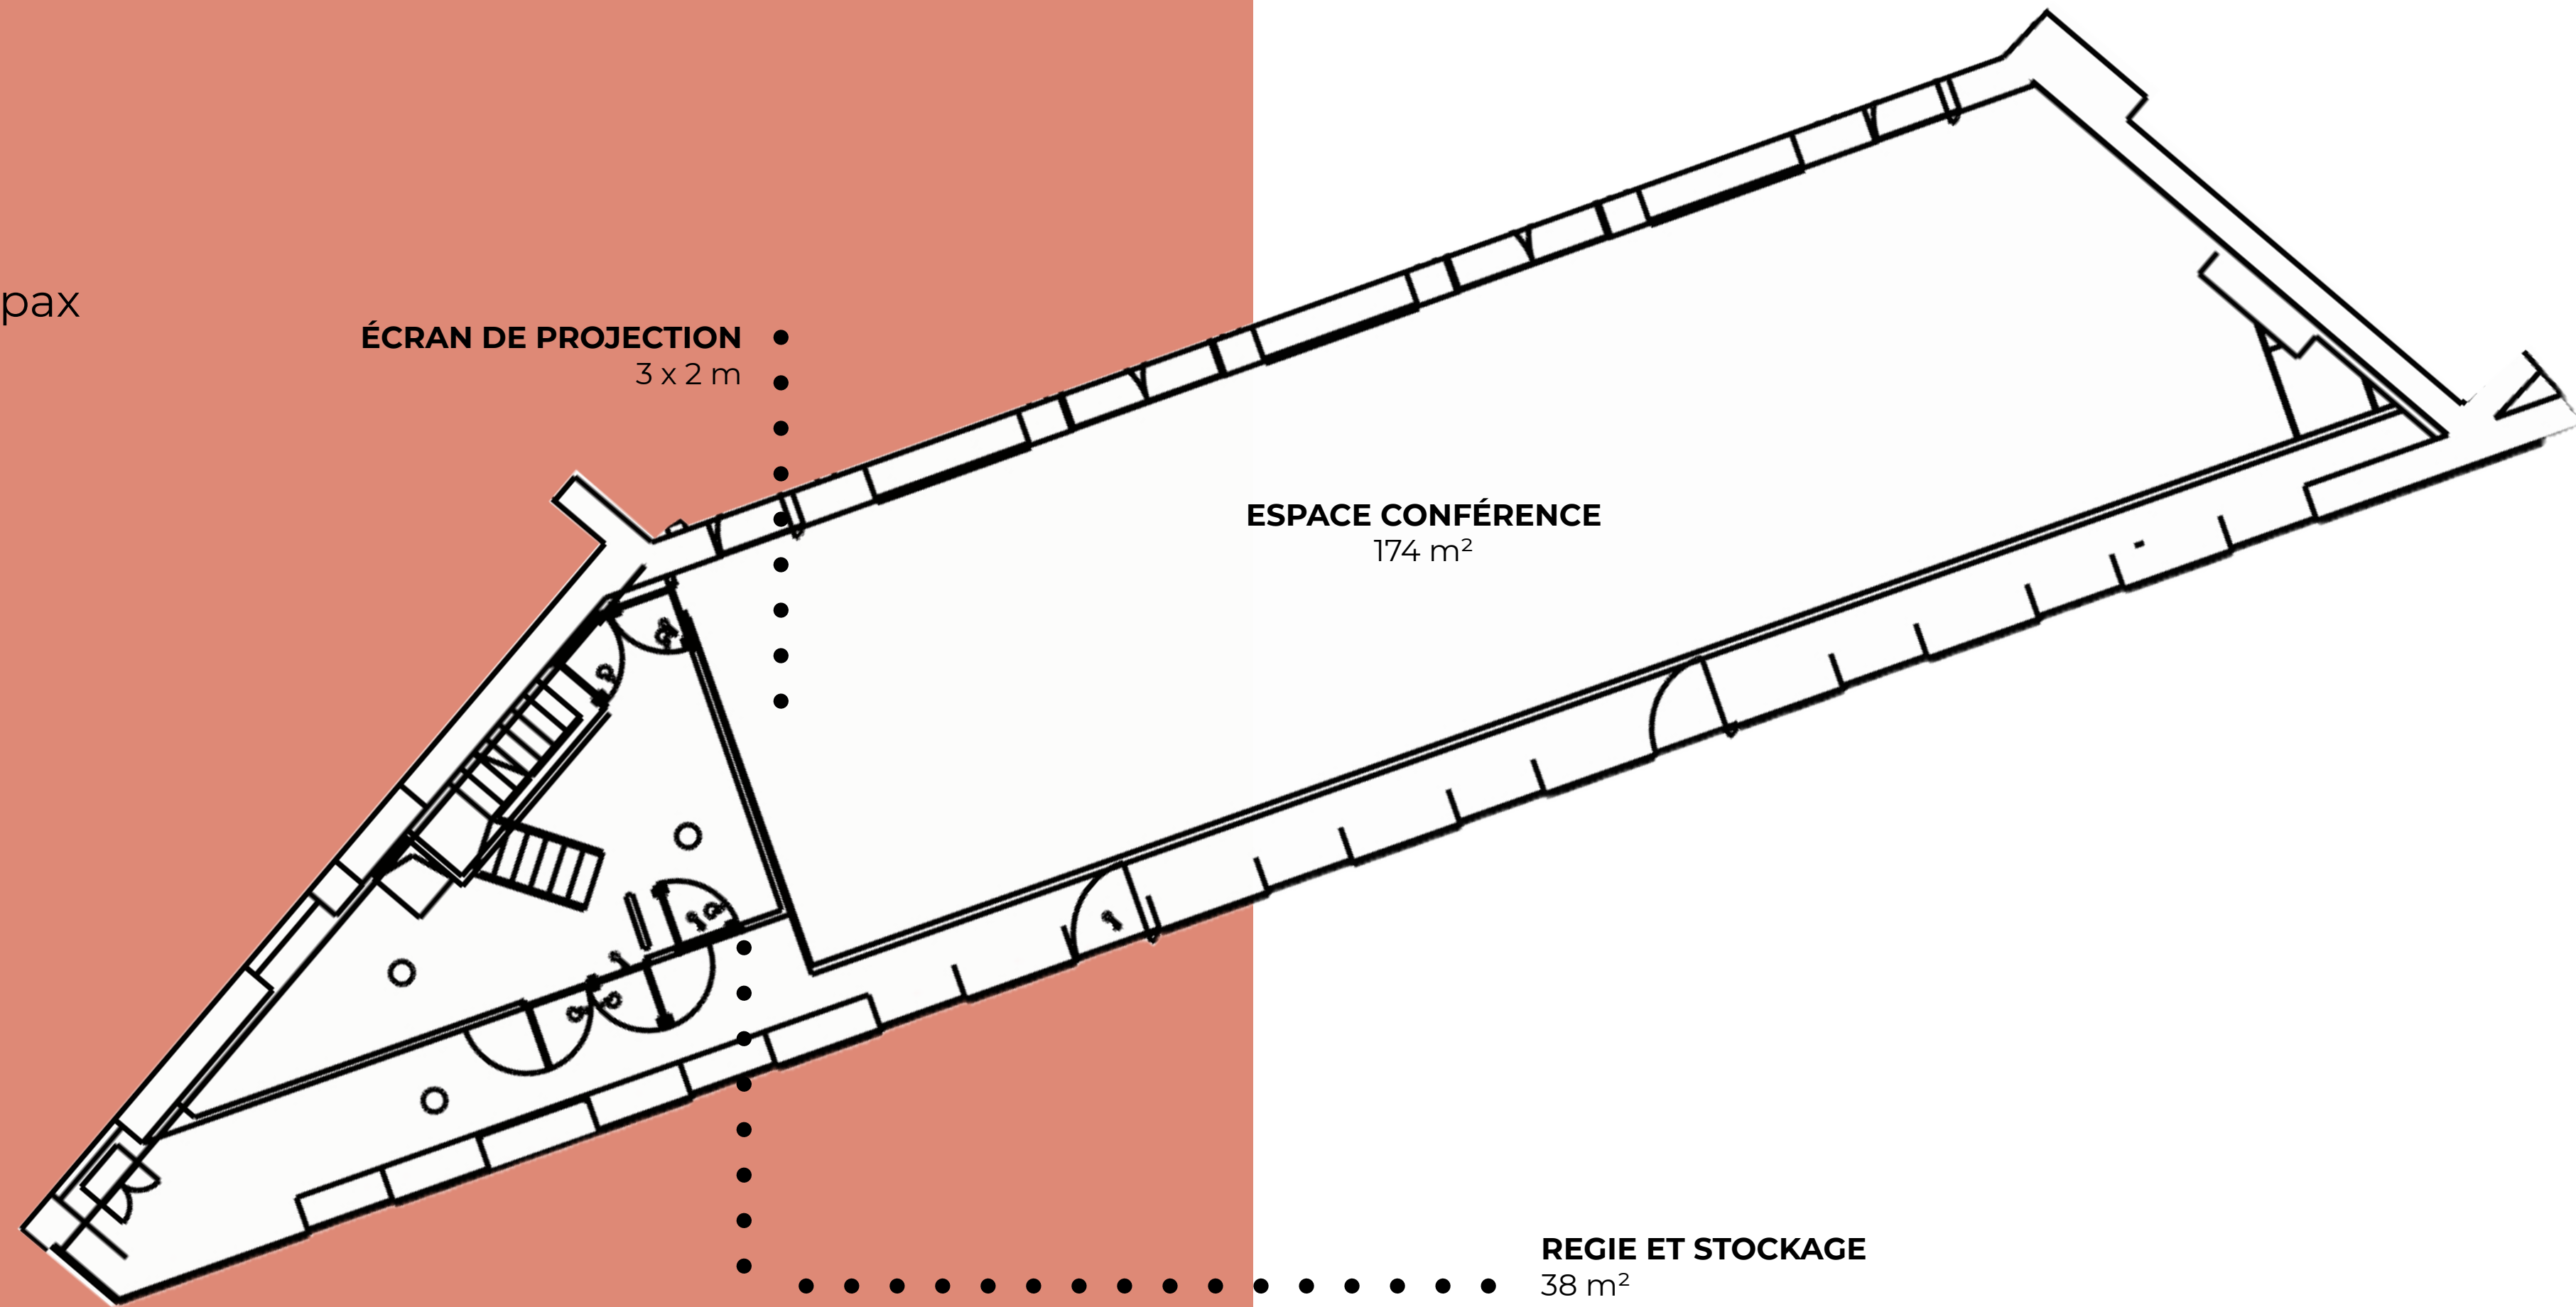 pax
ÉCRAN DE PROJECTION
3 x 2 m
ESPACE CONFÉRENCE
174 m²
REGIE ET STOCKAGE
38 m²